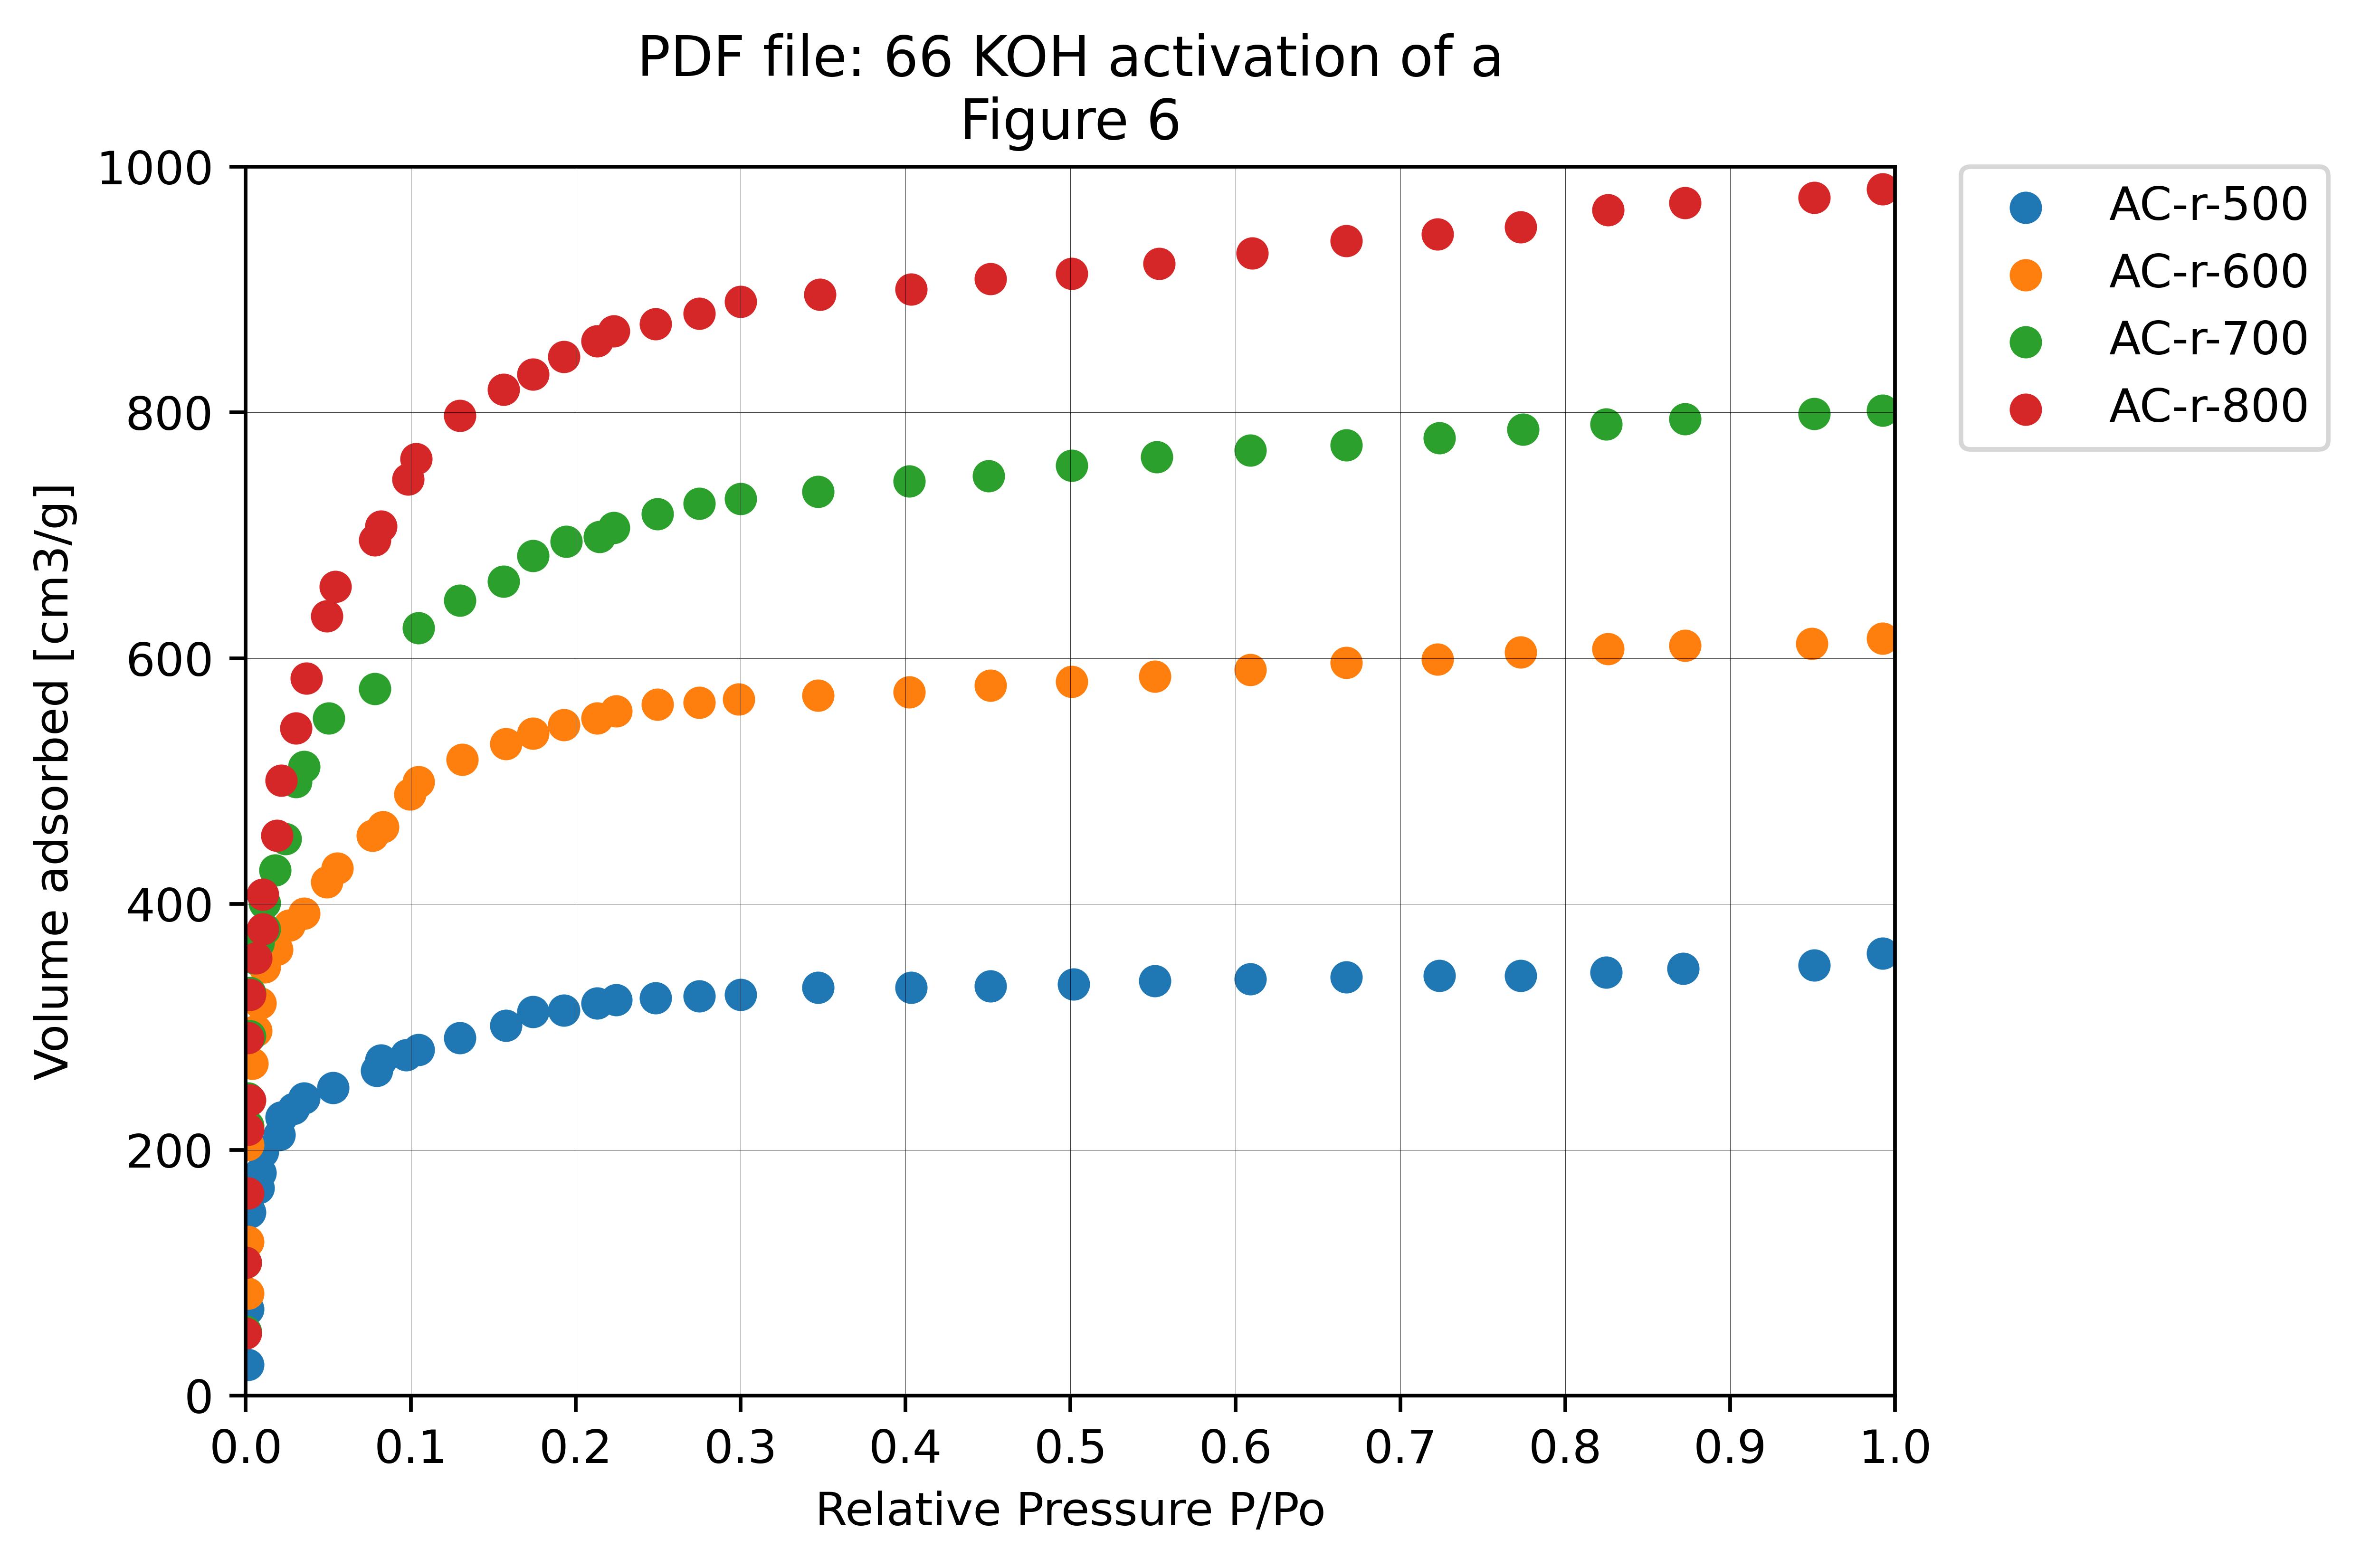 PDF file: 66 KOH activation of a
Figure 6
1000
800
600
400
200
0
Volume adsorbed [cm3/g]
0.0 0.1 0.2 0.3 0.4 0.5 0.6 0.7 0.8 0.9 1.0
Relative Pressure P/Po
AC-r-500
AC-r-600
AC-r-700
AC-r-800